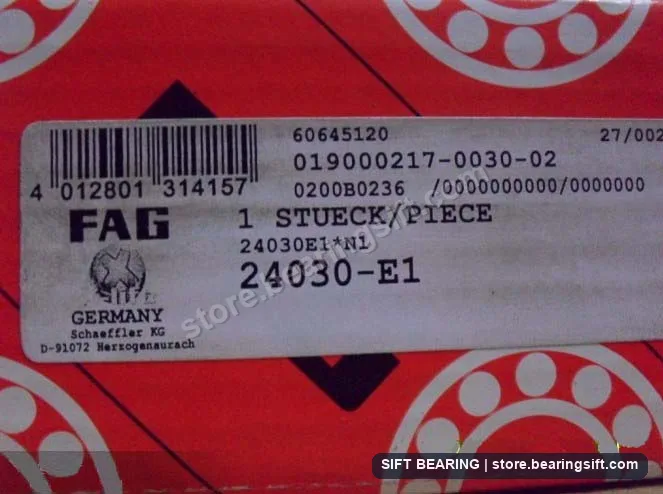 60645120 27/002
019000217-0030-02
4 012801 314157
0200B0236 /0000000000/0000000
FAG
1 STUECK/PIECE
24030E1*N1
24030-E1
GERMANY
Schaeffler KG
D-91072 Herzogenaurach
store.bearingsift.com
SIFT BEARING | store.bearingsift.com